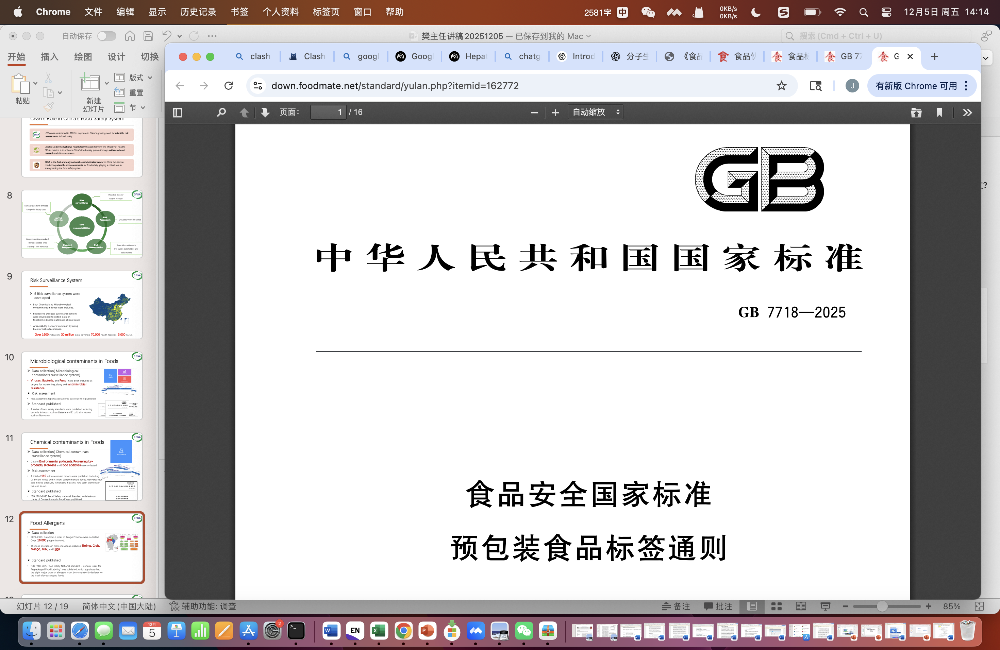 Chrome 文件 编辑 显示 历史记录 书签 个人资料 标签页 窗口 帮助
2581字 中 0KB/s 0KB/s 12月5日 周五 14:14
自动保存
樊主任讲稿20251205 — 已保存到我的 Mac
搜索 (Cmd + Ctrl + U)
开始 插入 绘图 设计 切换
粘贴
新建
幻灯片
版式
重置
节
clash Clash googl Googl Hepat chatg Introd 分子生 《食品 食品伙 食品标 GB 77 G
down.foodmate.net/standard/yulan.php?itemid=162772
J
有新版 Chrome 可用
页面: 1 / 16
自动缩放
CFSA's Role in China's Food Safety System
CFSA was established in 2012 in response to China's growing need for scientific risk
assessments in food safety.
Created under the National Health Commission (formerly the Ministry of Health),
CFSA's mission is to enhance China's food safety system through evidence-based
research and risk assessments.
CFSA is the first and only national-level dedicated center in China focused on
conducting scientific risk assessments for food safety, playing a critical role in
strengthening the food safety system.
8
CFSA
Proactive monitor
Passive monitor
Risk
surveillance
Manage standards of foods
for special dietary uses
Applied
Nutrition
Risk
Assessment
Evaluate potential hazards
Core
responsibilities
Integrate existing standards
Revise outdated ones
Develop new standards
Standard
Management
Risk
Communication
Share information with
the public, stakeholders and
policymakers
9
CFSA
Risk Surveillance System
5 Risk surveillance system were
developed
Both Chemical and Microbiological
contaminants in foods were included.
Foodborne Diseases surveillance system
were developed to collect data on
foodborne disease outbreaks, clinical cases.
A traceability network were built by using
Bioinformatics techniques.
Over 1600 indicators, 30 million data, covering 70,000 health facilities, 3,000 CDCs.
10
CFSA
Microbiological contaminants in Foods
Data collection( Microbiological
contaminats surveillance system)
Viruses, Bacteria, and Fungi have been included as
targets for monitoring, along with antimicrobial
resistance.
Risk assessment
Risk assessment reports about some bacterial were published.
Standard published
A series of food safety standards were published including
bacteria in foods, such as Listeria and E. coli, also viruses,
such as Norovirus.
11
CFSA
Chemical contaminants in Foods
Data collection( Chemical contaminats
surveillance system)
Data of Environmental pollutants, Processing by-
products, Biotoxins and Food additives were collected.
Risk assessment
A total of 119 risk assessment reports were published. Including
Cadmium in rice and in infant complementary foods, dehydroacetic
acid in food additives, fumonisins in grains, rare earth elements in
tea, and so on.
Standard published
"GB 2762-2025 Food Safety National Standard — Maximum
Limits of Contaminants in Food" was published.
12
CFSA
Food Allergens
Data collection
2020-2025: Data from 4 cities of Jiangxi Province were collected.
Over 16,000 people involved.
The food allergens in these individuals included Shrimp, Crab,
Mango, Milk, and Eggs
Standard published
"GB 7718-2025 Food Safety National Standard – General Rules for
Prepackaged Food Labeling" was published, which stipulates that
the eight major types of allergens must be compulsorily declared on
the label of prepackaged foods.
GB
中华人民共和国国家标准
GB 7718—2025
食品安全国家标准
预包装食品标签通则
幻灯片 12 / 19 简体中文 (中国大陆) 辅助功能: 调查
备注 批注 85%
12月
5
2
EN